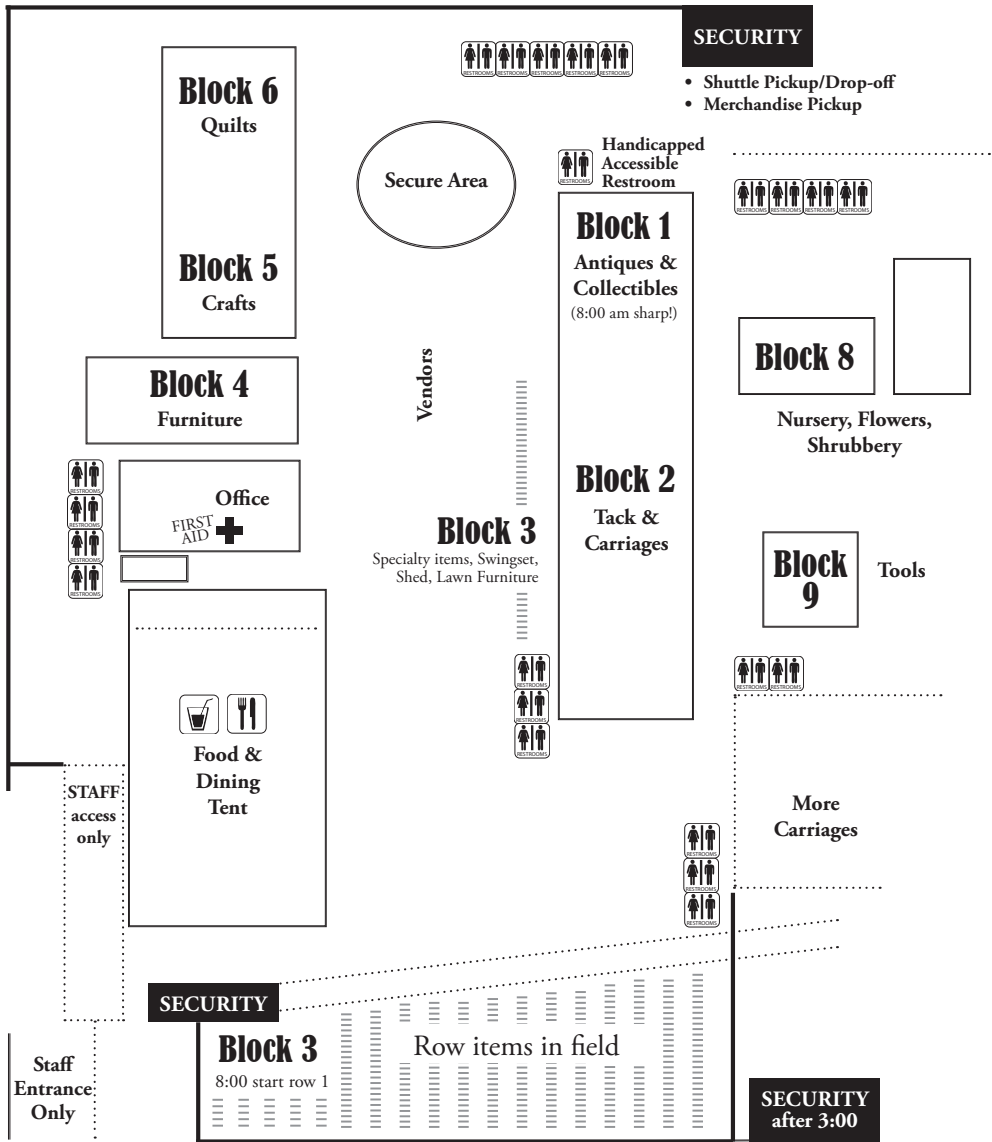 SECURITY
• Shuttle Pickup/Drop-off
• Merchandise Pickup
RESTROOMS RESTROOMS RESTROOMS RESTROOMS RESTROOMS
Block 6
Quilts
Secure Area
Handicapped
Accessible
Restroom
RESTROOMS
RESTROOMS RESTROOMS RESTROOMS RESTROOMS
Block 1
Antiques &
Collectibles
(8:00 am sharp!)
Block 5
Crafts
Vendors
Block 8
Nursery, Flowers,
Shrubbery
Block 4
Furniture
RESTROOMS
RESTROOMS
RESTROOMS
RESTROOMS
Office
FIRST
AID
Block 2
Tack &
Carriages
Block 3
Specialty items, Swingset,
Shed, Lawn Furniture
Block
9
Tools
RESTROOMS
RESTROOMS
RESTROOMS
RESTROOMS RESTROOMS
Food &
Dining
Tent
STAFF
access
only
More
Carriages
RESTROOMS
RESTROOMS
RESTROOMS
SECURITY
Block 3
8:00 start row 1
Row items in field
Staff
Entrance
Only
SECURITY
after 3:00